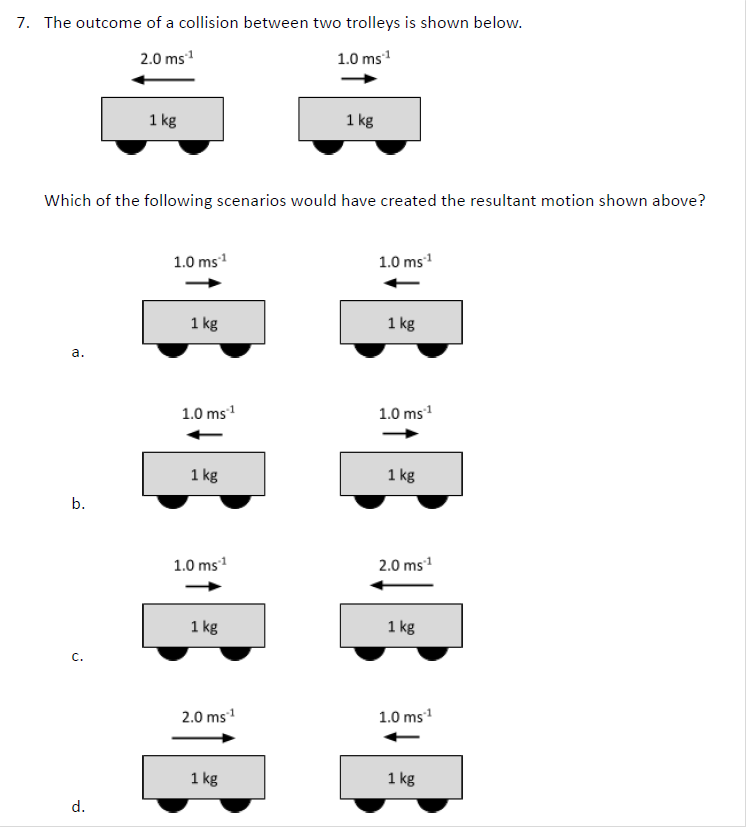 7. The outcome of a collision between two trolleys is shown below.
2.0 ms⁻¹ 1.0 ms⁻¹
1 kg 1 kg
Which of the following scenarios would have created the resultant motion shown above?
1.0 ms⁻¹ 1.0 ms⁻¹
1 kg 1 kg
a.
1.0 ms⁻¹ 1.0 ms⁻¹
1 kg 1 kg
b.
1.0 ms⁻¹ 2.0 ms⁻¹
1 kg 1 kg
c.
2.0 ms⁻¹ 1.0 ms⁻¹
1 kg 1 kg
d.